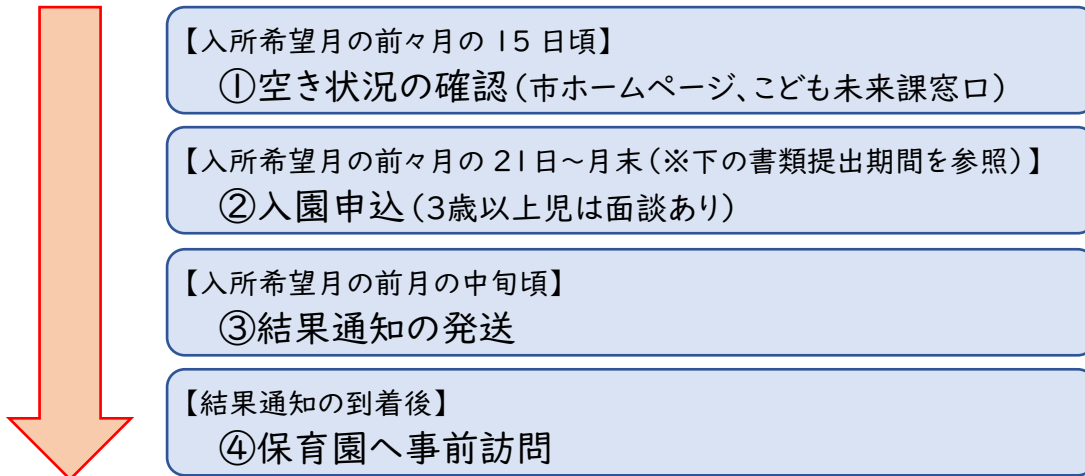 【入所希望月の前々月の15日頃】
①空き状況の確認(市ホームページ、こども未来課窓口)
【入所希望月の前々月の21日～月末(※下の書類提出期間を参照)】
②入園申込(3歳以上児は面談あり)
【入所希望月の前月の中旬頃】
③結果通知の発送
【結果通知の到着後】
④保育園へ事前訪問